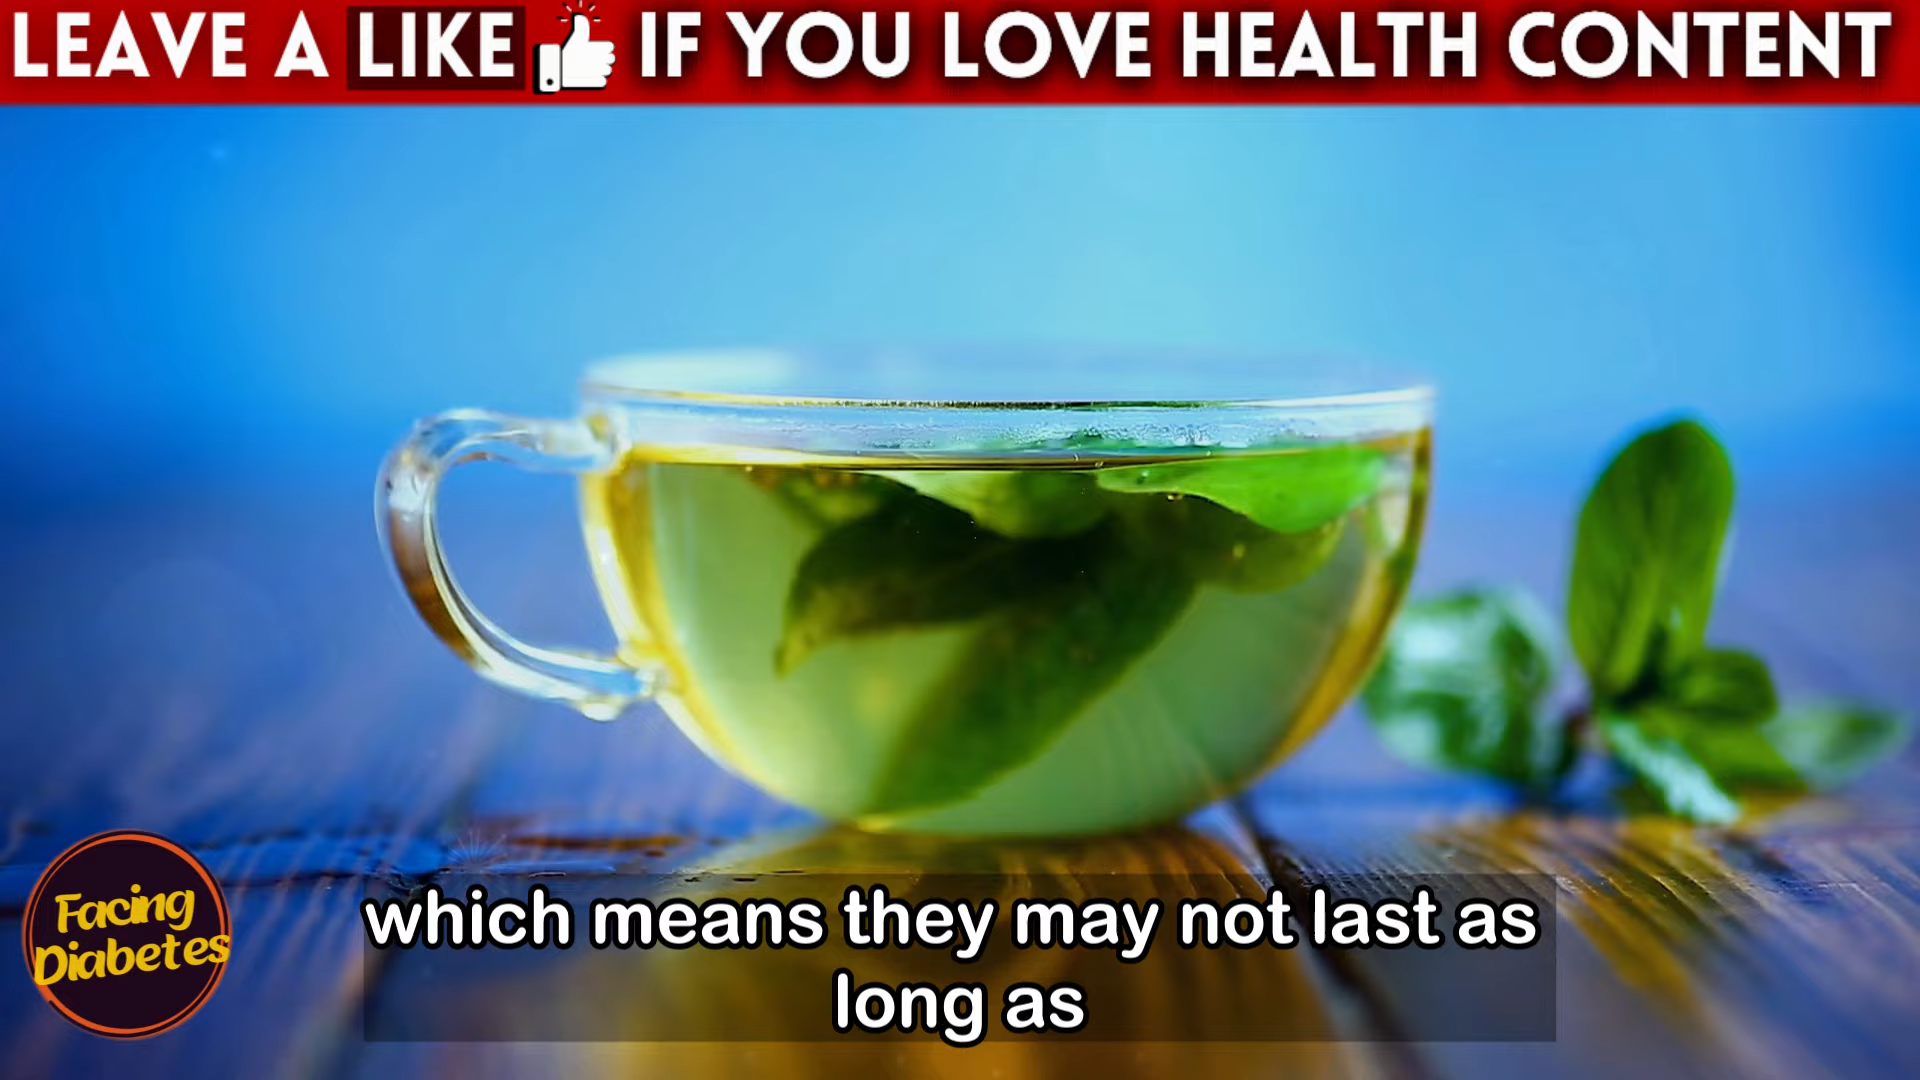 LEAVE A LIKE IF YOU LOVE HEALTH CONTENT
Facing
Diabetes
which means they may not last as
long as